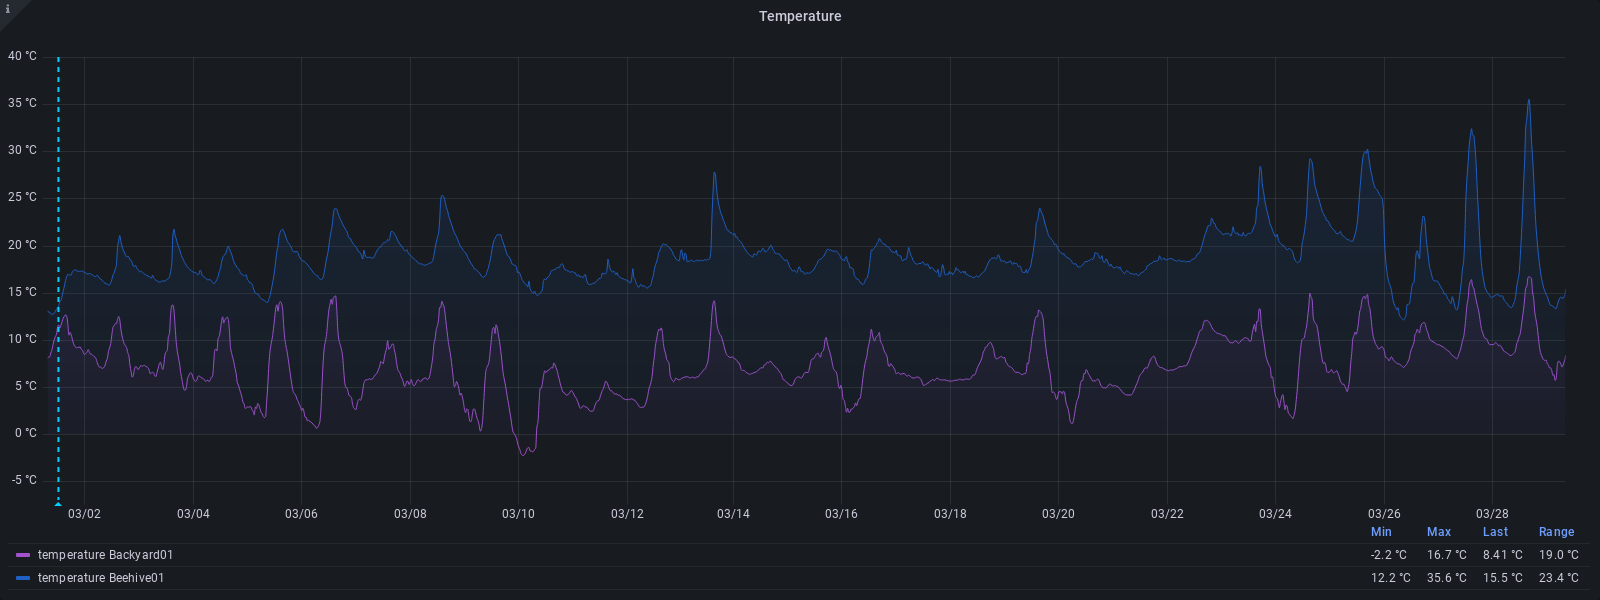 i
Temperature
40 °C
35 °C
30 °C
25 °C
20 °C
15 °C
10 °C
5 °C
0 °C
-5 °C
03/02 03/04 03/06 03/08 03/10 03/12 03/14 03/16 03/18 03/20 03/22 03/24 03/26 03/28
Min Max Last Range
temperature Backyard01 -2.2 °C 16.7 °C 8.41 °C 19.0 °C
temperature Beehive01 12.2 °C 35.6 °C 15.5 °C 23.4 °C